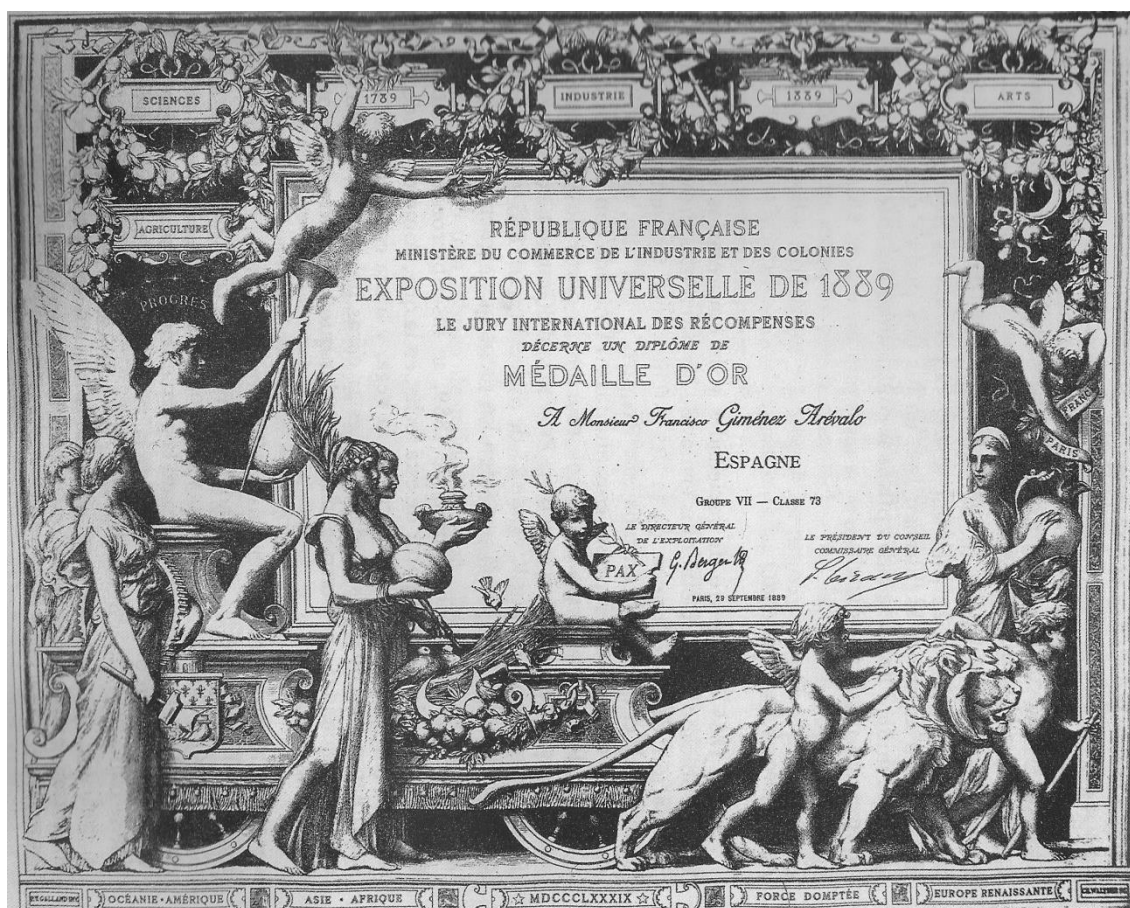 SCIENCES
1789
INDUSTRIE
1889
ARTS
AGRICULTURE
PROGRES
RÉPUBLIQUE FRANÇAISE
MINISTÈRE DU COMMERCE DE L'INDUSTRIE ET DES COLONIES
EXPOSITION UNIVERSELLE DE 1889
LE JURY INTERNATIONAL DES RÉCOMPENSES
DÉCERNE UN DIPLÔME DE
MÉDAILLE D'OR
A Monsieur Francisco Giménez Arévalo
ESPAGNE
GROUPE VII — CLASSE 73
LE DIRECTEUR GÉNÉRAL
DE L'EXPLOITATION
G. Berger
LE PRÉSIDENT DU CONSEIL
COMMISSAIRE GÉNÉRAL
PARIS, 29 SEPTEMBRE 1889
PAX
FRANCE
PARIS
P.V. GALLAND INV.
OCÉANIE • AMÉRIQUE
ASIE • AFRIQUE
☆ MDCCCLXXXIX ☆
FORCE DOMPTÉE
EUROPE RENAISSANTE